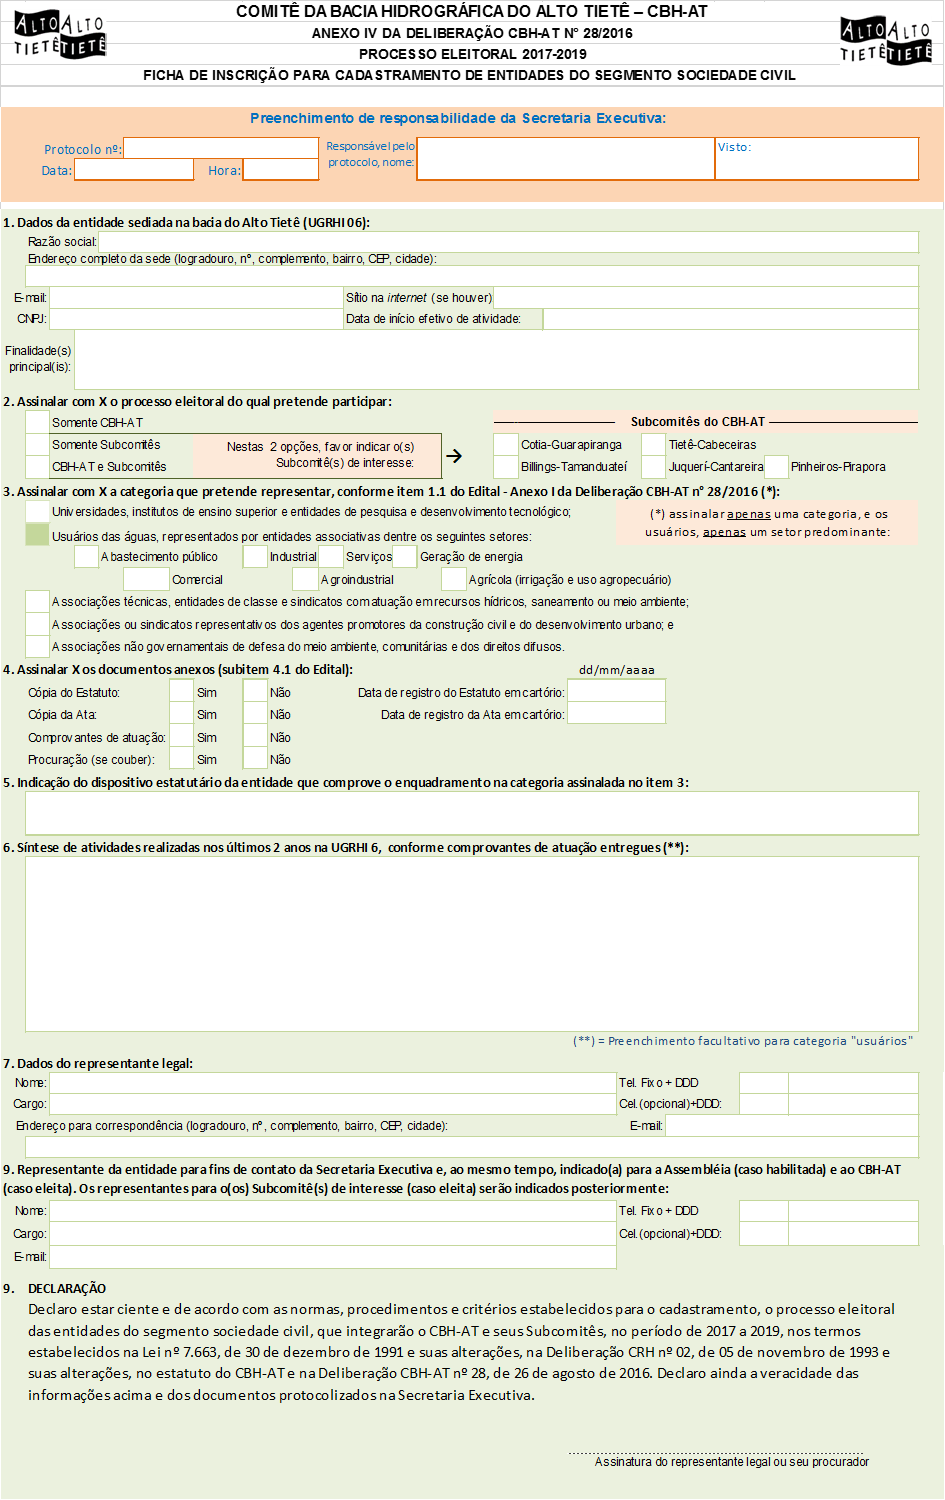 COMITÊ DA BACIA HIDROGRÁFICA DO ALTO TIETÊ – CBH-AT
ANEXO IV DA DELIBERAÇÃO CBH-AT Nº 28/2016
PROCESSO ELEITORAL 2017-2019
FICHA DE INSCRIÇÃO PARA CADASTRAMENTO DE ENTIDADES DO SEGMENTO SOCIEDADE CIVIL
ALTO ALTO
TIETÊ TIETÊ
ALTO ALTO
TIETÊ TIETÊ
Preenchimento de responsabilidade da Secretaria Executiva:
Protocolo nº:
Responsável pelo protocolo, nome:
Visto:
Data:
Hora:
1. Dados da entidade sediada na bacia do Alto Tietê (UGRHI 06):
Razão social:
Endereço completo da sede (logradouro, nº, complemento, bairro, CEP, cidade):
E-mail:
Sítio na internet (se houver)
CNPJ:
Data de início efetivo de atividade:
Finalidade(s)
principal(is):
2. Assinalar com X o processo eleitoral do qual pretende participar:
Somente CBH-AT
Subcomitês do CBH-AT
Somente Subcomitês
Nestas 2 opções, favor indicar o(s)
Subcomitê(s) de interesse:
→
Cotia-Guarapiranga
Tietê-Cabeceiras
CBH-AT e Subcomitês
Billings-Tamanduateí
Juquerí-Cantareira
Pinheiros-Pirapora
3. Assinalar com X a categoria que pretende representar, conforme item 1.1 do Edital - Anexo I da Deliberação CBH-AT nº 28/2016 (*):
Universidades, institutos de ensino superior e entidades de pesquisa e desenvolvimento tecnológico;
(*) assinalar apenas uma categoria, e os
usuários, apenas um setor predominante:
Usuários das águas, representados por entidades associativas dentre os seguintes setores:
Abastecimento público
Industrial
Serviços
Geração de energia
Comercial
Agroindustrial
Agrícola (irrigação e uso agropecuário)
Associações técnicas, entidades de classe e sindicatos com atuação em recursos hídricos, saneamento ou meio ambiente;
Associações ou sindicatos representativos dos agentes promotores da construção civil e do desenvolvimento urbano; e
Associações não governamentais de defesa do meio ambiente, comunitárias e dos direitos difusos.
4. Assinalar X os documentos anexos (subitem 4.1 do Edital):
dd/mm/aaaa
Cópia do Estatuto:
Sim
Não
Data de registro do Estatuto em cartório:
Cópia da Ata:
Sim
Não
Data de registro da Ata em cartório:
Comprovantes de atuação:
Sim
Não
Procuração (se couber):
Sim
Não
5. Indicação do dispositivo estatutário da entidade que comprove o enquadramento na categoria assinalada no item 3:
6. Síntese de atividades realizadas nos últimos 2 anos na UGRHI 6, conforme comprovantes de atuação entregues (**):
(**) = Preenchimento facultativo para categoria "usuários"
7. Dados do representante legal:
Nome:
Tel. Fixo + DDD
Cargo:
Cel.(opcional)+DDD:
Endereço para correspondência (logradouro, nº, complemento, bairro, CEP, cidade):
E-mail:
9. Representante da entidade para fins de contato da Secretaria Executiva e, ao mesmo tempo, indicado(a) para a Assembléia (caso habilitada) e ao CBH-AT
(caso eleita). Os representantes para o(os) Subcomitê(s) de interesse (caso eleita) serão indicados posteriormente:
Nome:
Tel. Fixo + DDD
Cargo:
Cel.(opcional)+DDD:
E-mail:
9. DECLARAÇÃO
Declaro estar ciente e de acordo com as normas, procedimentos e critérios estabelecidos para o cadastramento, o processo eleitoral
das entidades do segmento sociedade civil, que integrarão o CBH-AT e seus Subcomitês, no período de 2017 a 2019, nos termos
estabelecidos na Lei nº 7.663, de 30 de dezembro de 1991 e suas alterações, na Deliberação CRH nº 02, de 05 de novembro de 1993 e
suas alterações, no estatuto do CBH-AT e na Deliberação CBH-AT nº 28, de 26 de agosto de 2016. Declaro ainda a veracidade das
informações acima e dos documentos protocolizados na Secretaria Executiva.
Assinatura do representante legal ou seu procurador